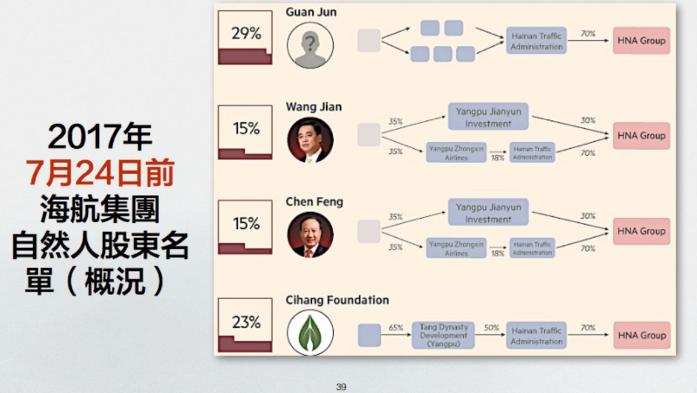 2017年
7月24日前
海航集團
自然人股東名
單（概況）
29%
Guan Jun
?
Hainan Traffic
Administration
70%
HNA Group
15%
Wang Jian
35%
Yangpu Jianyun
Investment
30%
35%
Yangpu Zhongxin
Airlines
18%
Hainan Traffic
Administration
70%
HNA Group
15%
Chen Feng
35%
Yangpu Jianyun
Investment
30%
35%
Yangpu Zhongxin
Airlines
18%
Hainan Traffic
Administration
70%
HNA Group
23%
Cihang Foundation
65%
Tang Dynasty
Development
(Yangpu)
50%
Hainan Traffic
Administration
70%
HNA Group
39